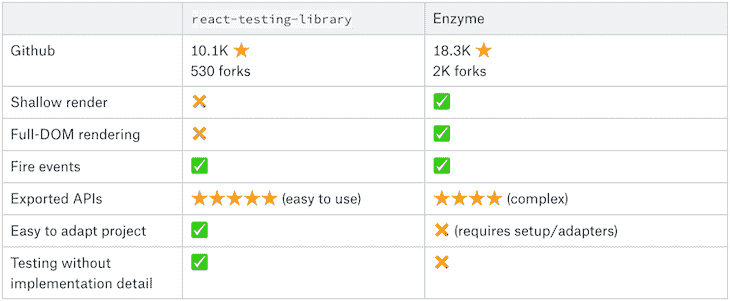 react-testing-library Enzyme
Github 10.1K ⭐ 18.3K ⭐
530 forks 2K forks
Shallow render ❌ ✅
Full-DOM rendering ❌ ✅
Fire events ✅ ✅
Exported APIs ⭐⭐⭐⭐⭐ (easy to use) ⭐⭐⭐⭐ (complex)
Easy to adapt project ✅ ❌ (requires setup/adapters)
Testing without ✅ ❌
implementation detail